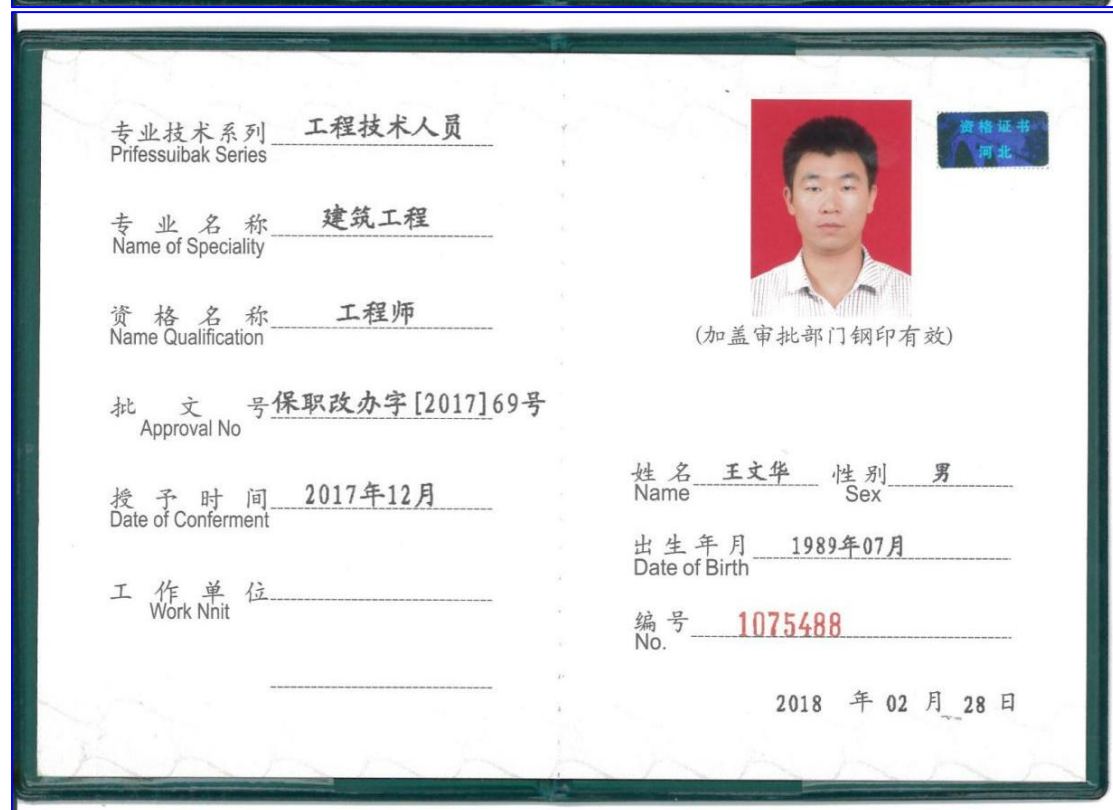 专业技术系列 工程技术人员
Prifessuibak Series
专业名称 建筑工程
Name of Speciality
资格名称 工程师
Name Qualification
批文号 保职改办字[2017]69号
Approval No
授予时间 2017年12月
Date of Conferment
工作单位
Work Nnit
资格证书
河北
(加盖审批部门钢印有效)
姓名 王文华 性别 男
Name Sex
出生年月 1989年07月
Date of Birth
编号 1075488
No.
2018 年 02 月 28 日